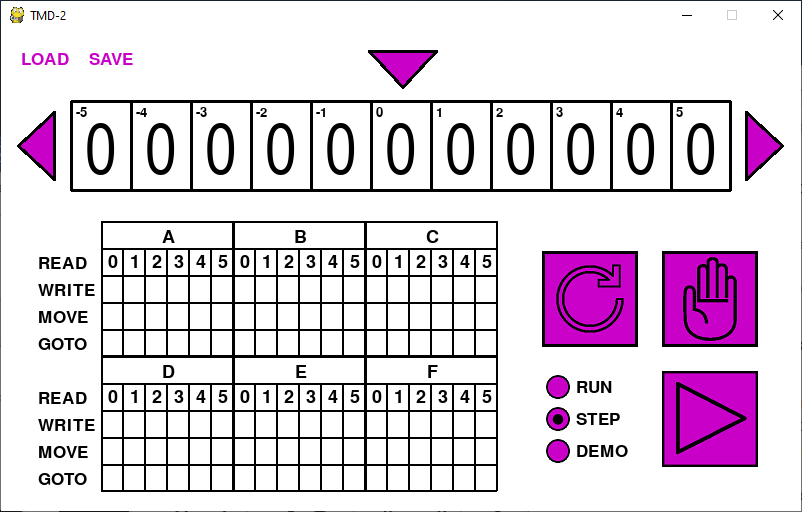 TMD-2
LOAD SAVE
-5 -4 -3 -2 -1 0 1 2 3 4 5
0 0 0 0 0 0 0 0 0 0 0
A B C
READ 0 1 2 3 4 5 0 1 2 3 4 5 0 1 2 3 4 5
WRITE
MOVE
GOTO
D E F
READ 0 1 2 3 4 5 0 1 2 3 4 5 0 1 2 3 4 5
WRITE
MOVE
GOTO
RUN
STEP
DEMO